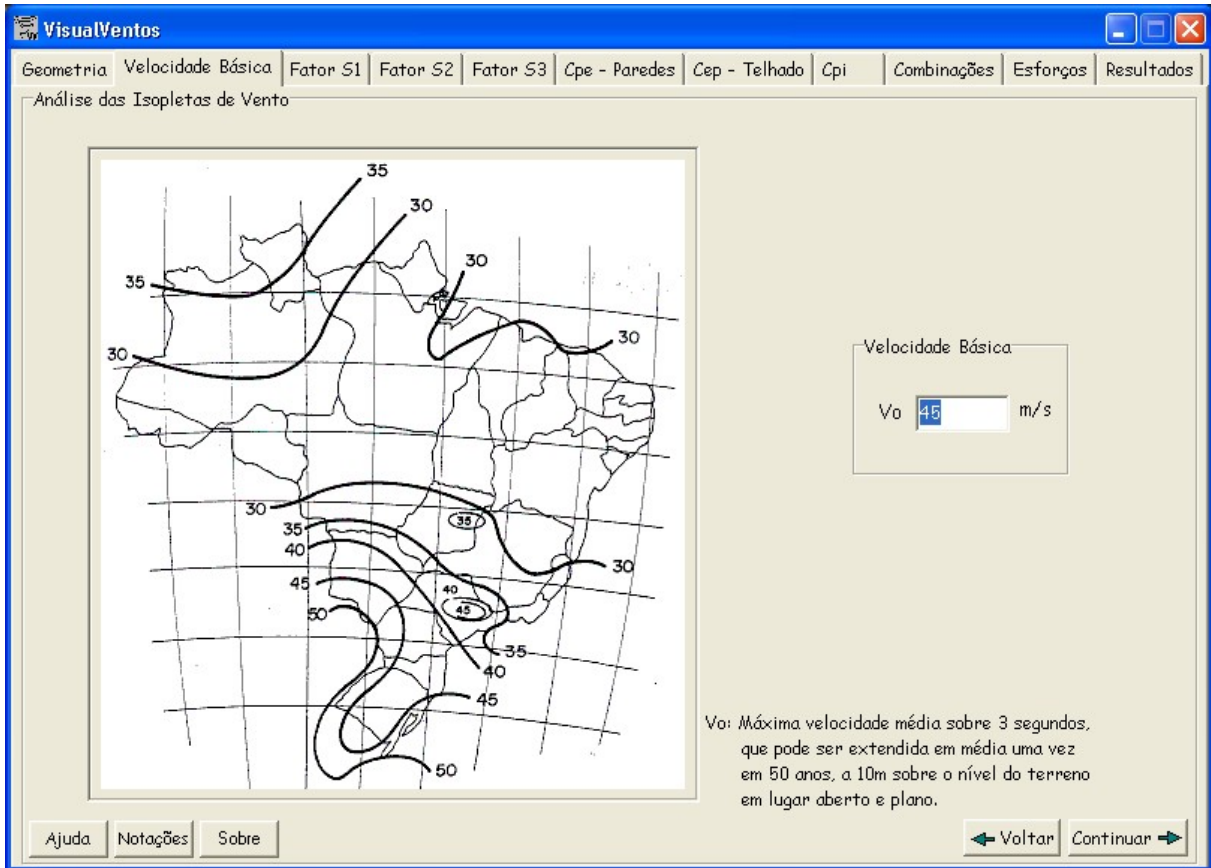 VisualVentos
Geometria Velocidade Básica Fator S1 Fator S2 Fator S3 Cpe - Paredes Cep - Telhado Cpi Combinações Esforços Resultados
Análise das Isopletas de Vento
35
30
35
30
30
30
30
35
35
40
30
45
40
45
50
35
40
45
50
Velocidade Básica
Vo 45 m/s
Vo: Máxima velocidade média sobre 3 segundos,
que pode ser extendida em média uma vez
em 50 anos, a 10m sobre o nível do terreno
em lugar aberto e plano.
Ajuda Notações Sobre Voltar Continuar